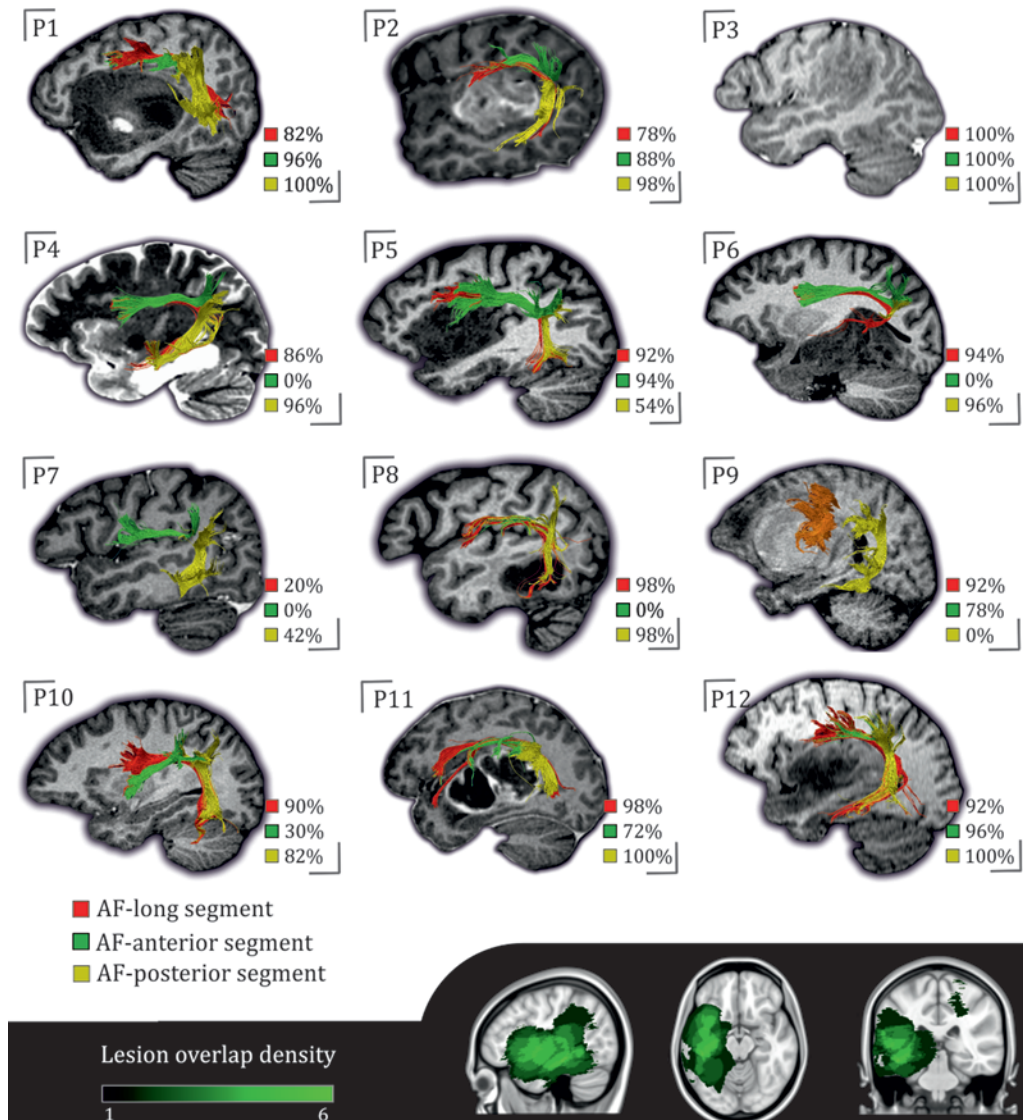 P1
82%
96%
100%
P2
78%
88%
98%
P3
100%
100%
100%
P4
86%
0%
96%
P5
92%
94%
54%
P6
94%
0%
96%
P7
20%
0%
42%
P8
98%
0%
98%
P9
92%
78%
0%
P10
90%
30%
82%
P11
98%
72%
100%
P12
92%
96%
100%
AF-long segment
AF-anterior segment
AF-posterior segment
Lesion overlap density
1 6